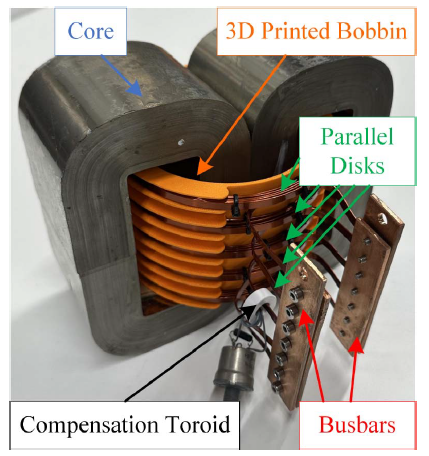 Core
3D Printed Bobbin
Parallel
Disks
Compensation Toroid
Busbars